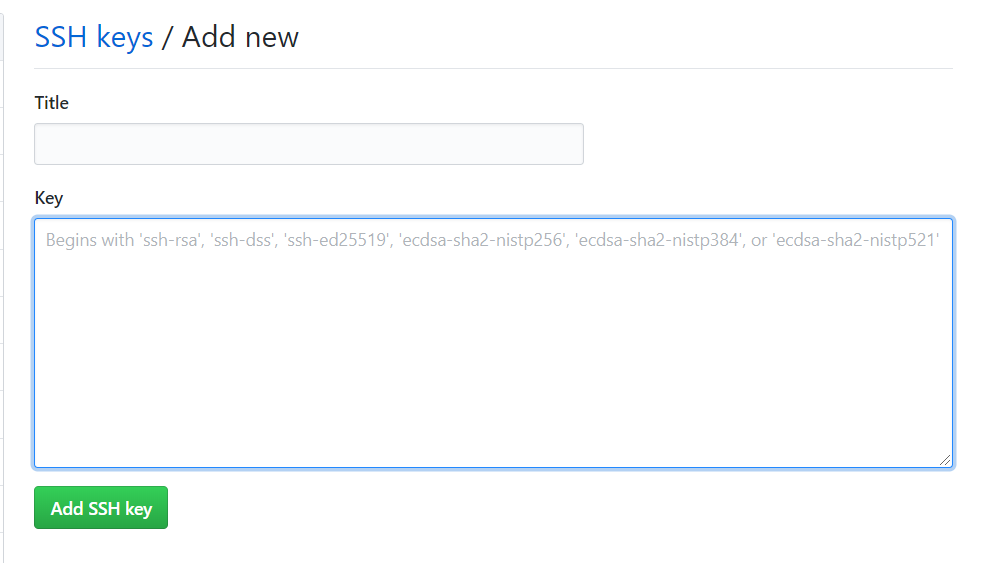 SSH keys / Add new
Title
Key
Begins with 'ssh-rsa', 'ssh-dss', 'ssh-ed25519', 'ecdsa-sha2-nistp256', 'ecdsa-sha2-nistp384', or 'ecdsa-sha2-nistp521'
Add SSH key